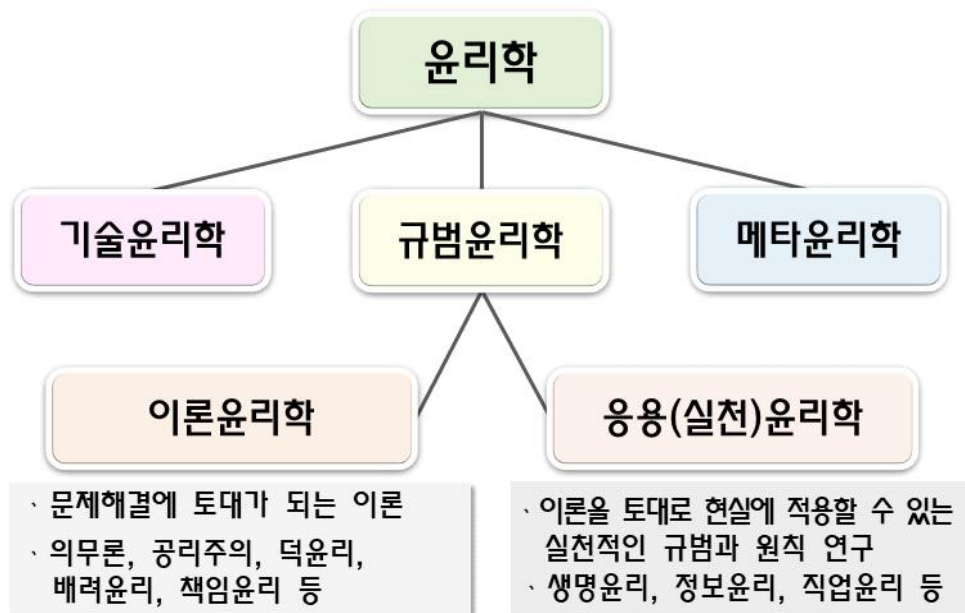 윤리학
기술윤리학
규범윤리학
메타윤리학
이론윤리학
응용(실천)윤리학
· 문제해결에 토대가 되는 이론
· 의무론, 공리주의, 덕윤리,
배려윤리, 책임윤리 등
· 이론을 토대로 현실에 적용할 수 있는
실천적인 규범과 원칙 연구
· 생명윤리, 정보윤리, 직업윤리 등